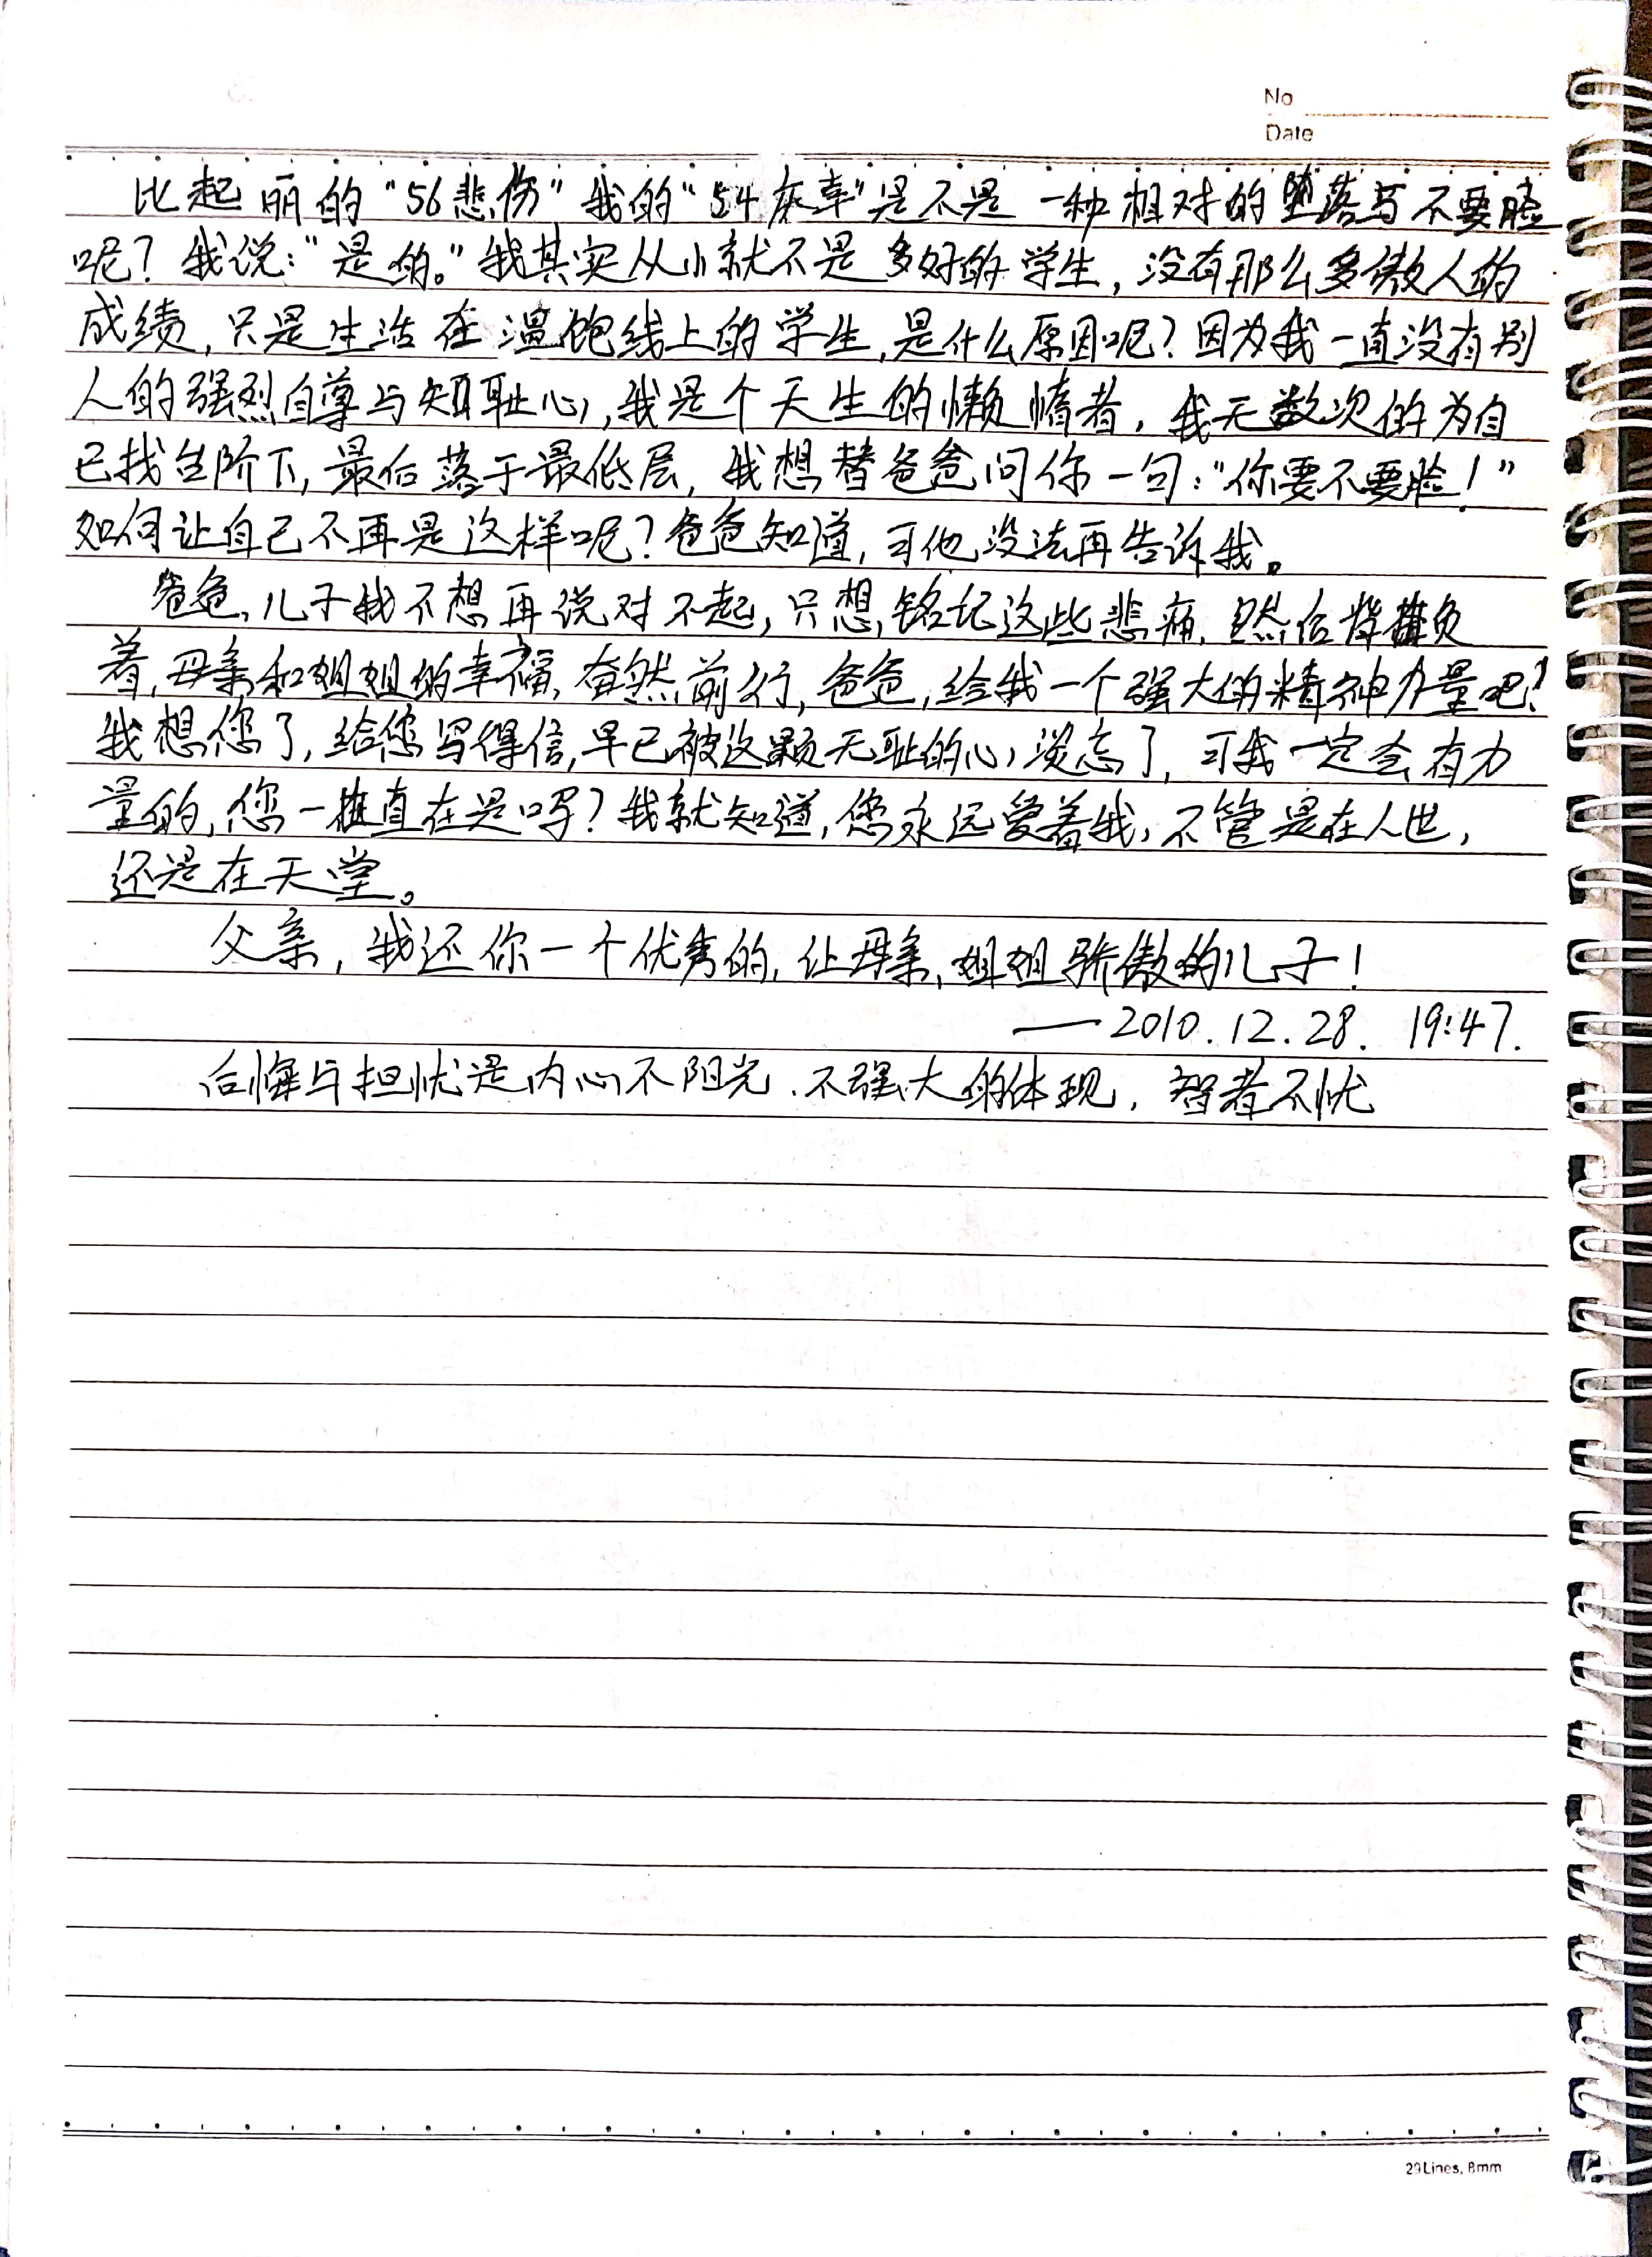 No
Date
比起丽的“56悲伤”我的“54庆幸”是不是一种相对的堕落与不要脸
呢？我说：“是的。”我其实从小就不是多好的学生，没有那么多傲人的
成绩，只是生活在温饱线上的学生，是什么原因呢？因为我一直没有别
人的强烈自尊与知耻心，我是个天生的懒惰者，我无数次的为自
己找台阶下，最后落于最低层，我想替爸爸问你一句：“你要不要脸！”
如何让自己不再是这样呢？爸爸知道，可他没法再告诉我。
爸爸，儿子我不想再说对不起，只想，铭记这些悲痛，然后背负
着，母亲和姐姐的幸福，奋然前行，爸爸，给我一个强大的精神力量吧！
我想您了，给您写得信，早已被这颗无耻的心淡忘了，可我一定会有力
量的，您一直在是吗？我就知道，您永远爱着我，不管是在人世，
还是在天堂。
父亲，我还你一个优秀的，让母亲，姐姐骄傲的儿子！
——2010.12.28. 19:47.
后悔与担忧是内心不阳光、不强大的体现，智者不忧
29Lines, 8mm